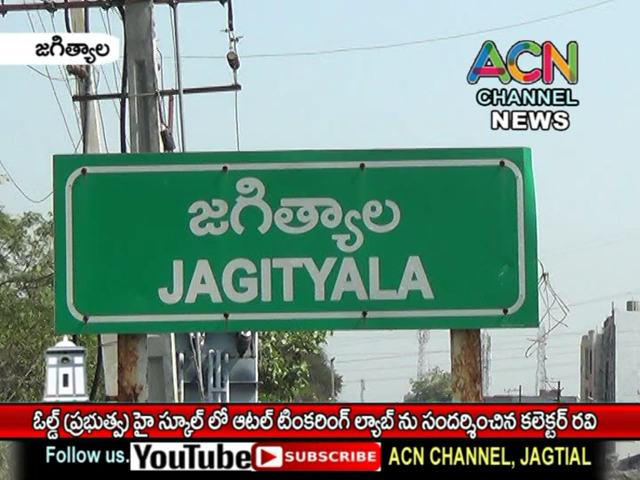 జగిత్యాల
ACN
CHANNEL
NEWS
జగిత్యాల
JAGITYALA
ఓల్డ్ (ప్రభుత్వ) హై స్కూల్ లో ఆటల్ టింకరింగ్ ల్యాబ్ ను సందర్శించిన కలెక్టర్ రవి
Follow us. YouTube SUBSCRIBE ACN CHANNEL, JAGTIAL